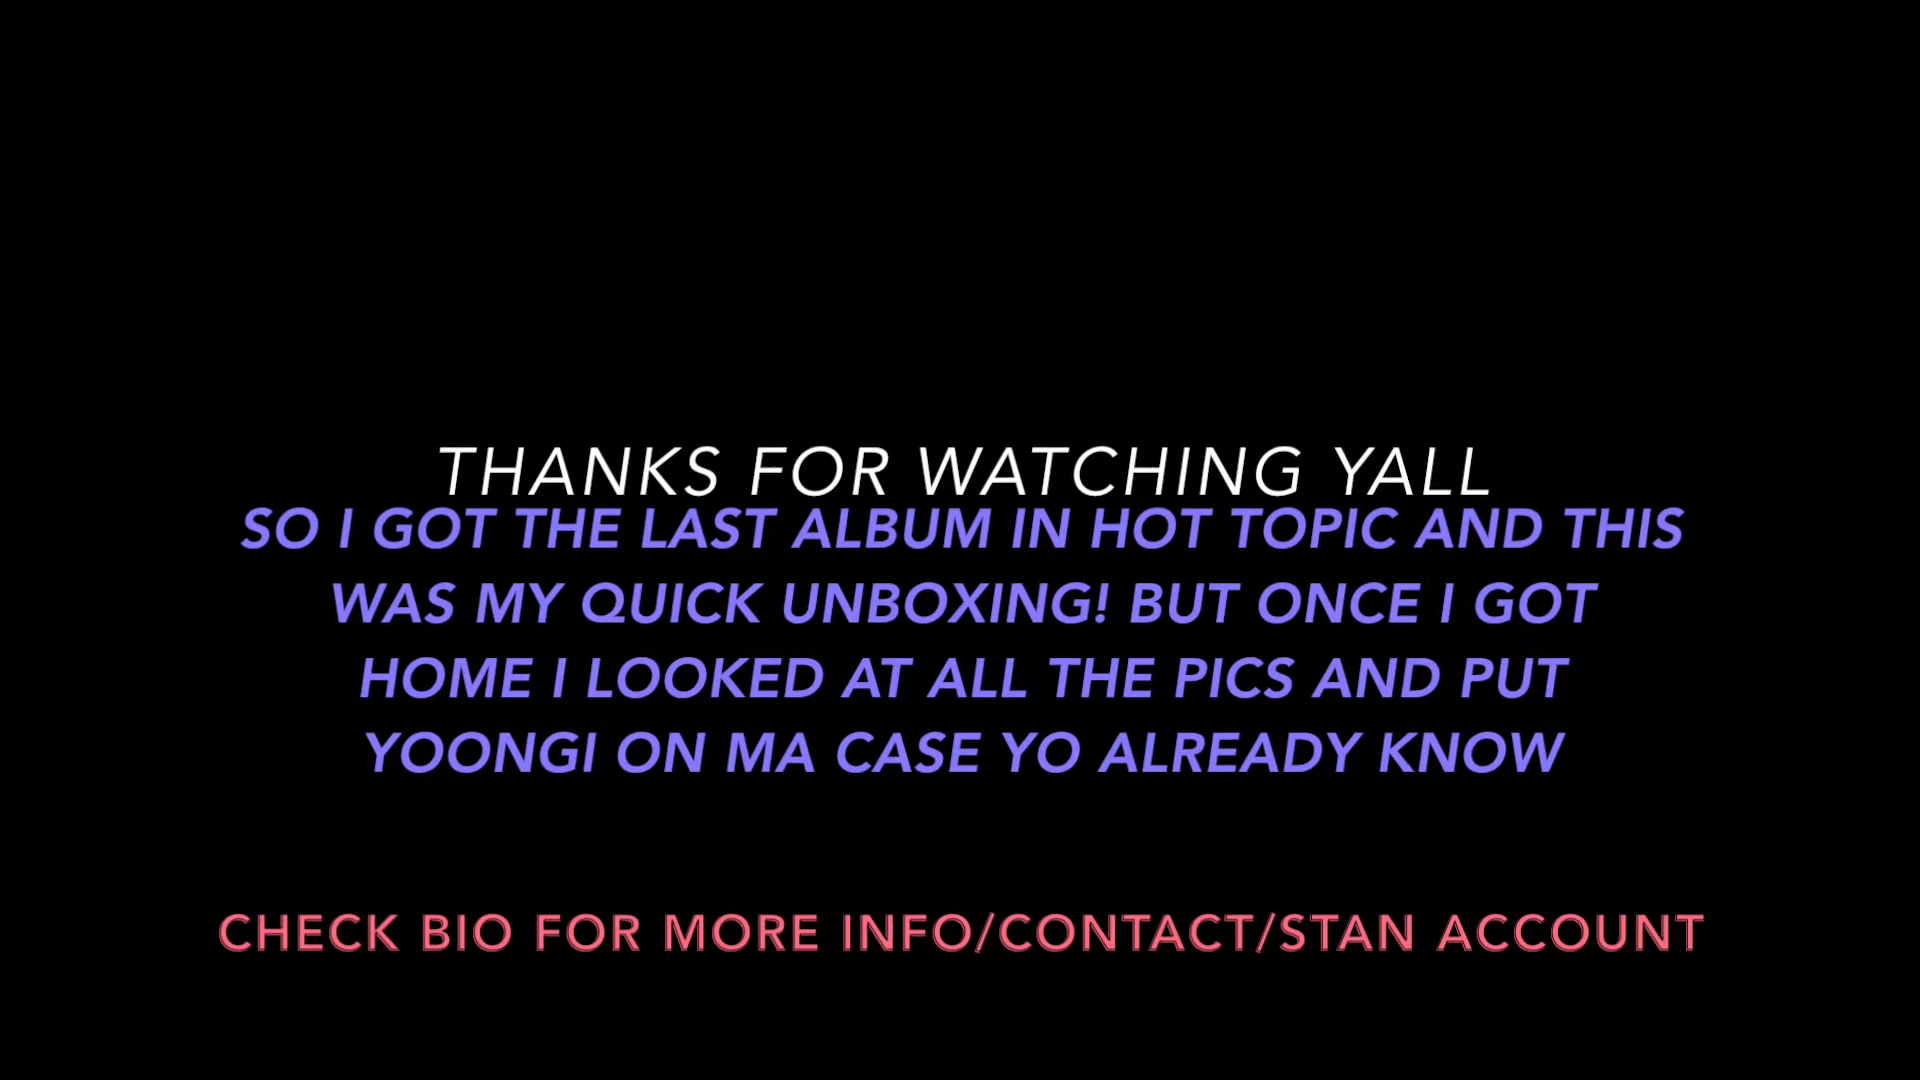 THANKS FOR WATCHING YALL
SO I GOT THE LAST ALBUM IN HOT TOPIC AND THIS
WAS MY QUICK UNBOXING! BUT ONCE I GOT
HOME I LOOKED AT ALL THE PICS AND PUT
YOONGI ON MA CASE YO ALREADY KNOW
CHECK BIO FOR MORE INFO/CONTACT/STAN ACCOUNT